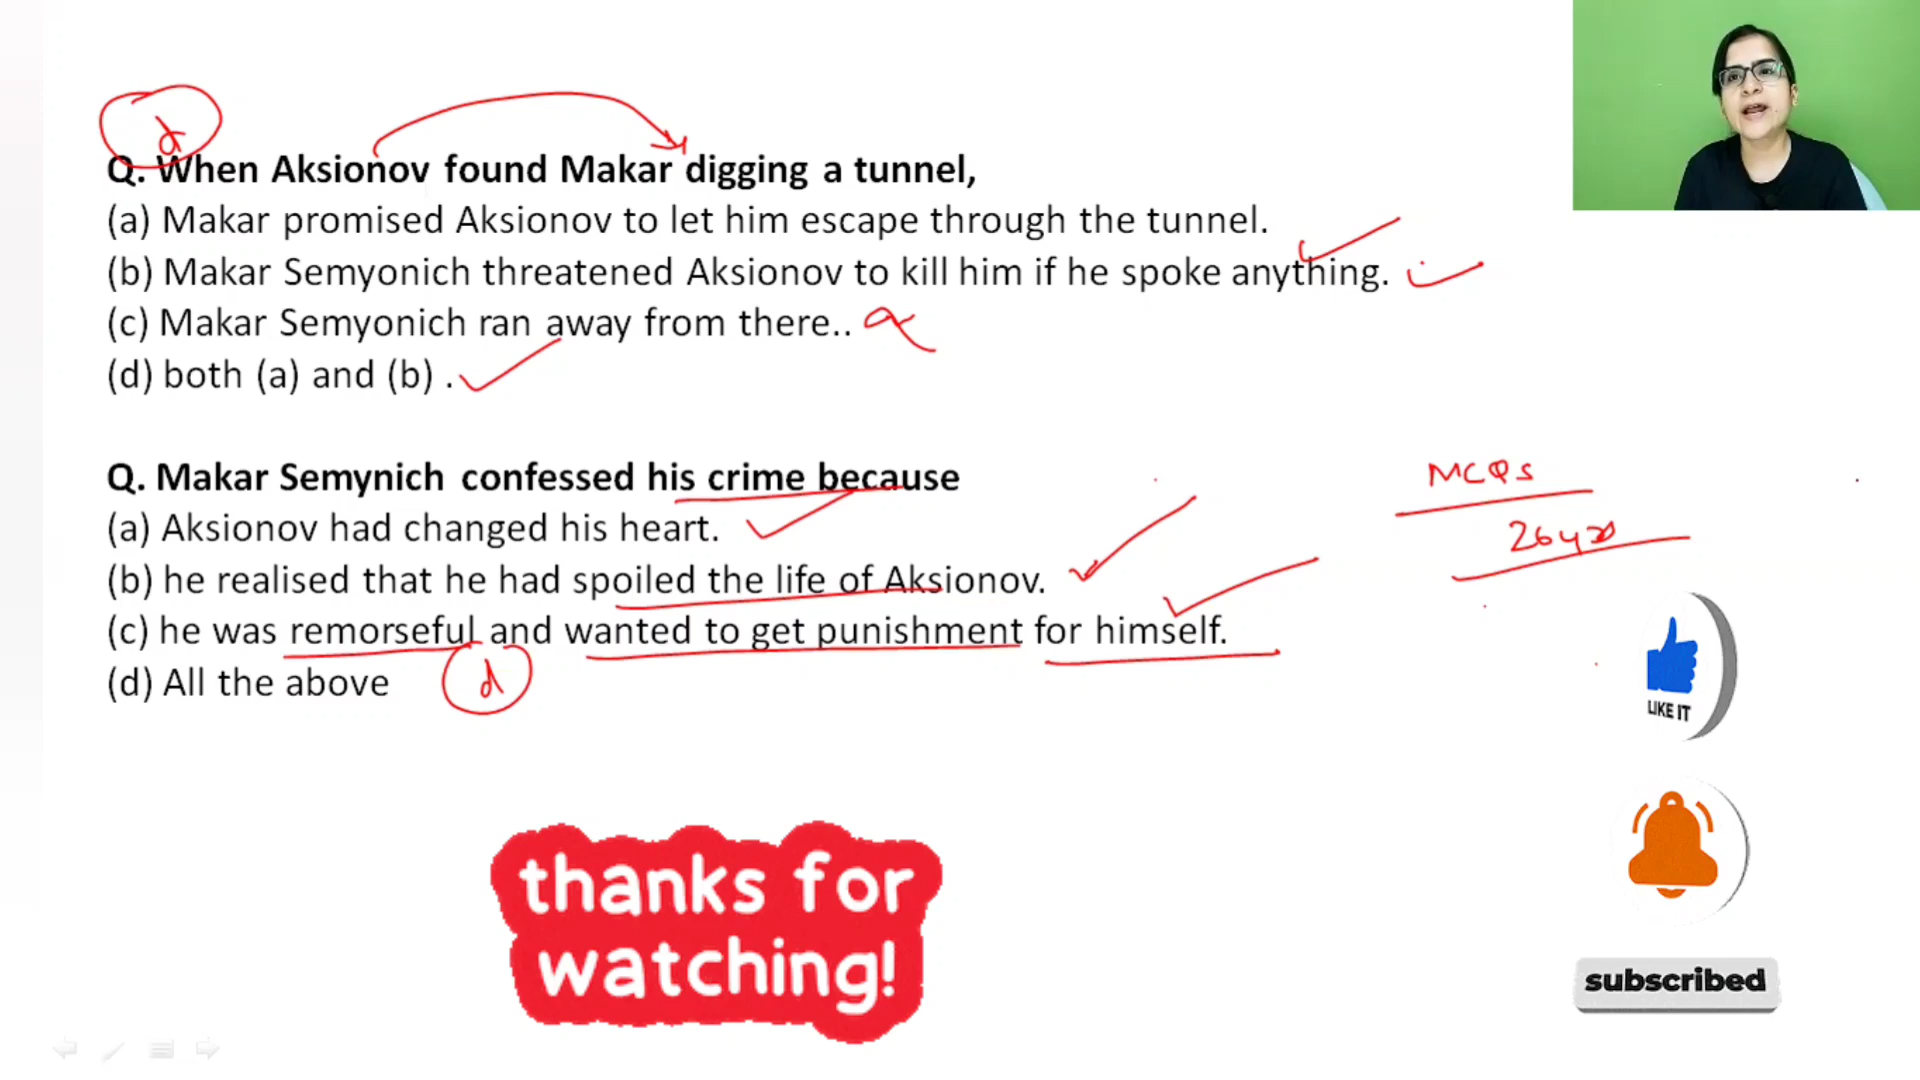 d
Q. When Aksionov found Makar digging a tunnel,
(a) Makar promised Aksionov to let him escape through the tunnel.
(b) Makar Semyonich threatened Aksionov to kill him if he spoke anything.
(c) Makar Semyonich ran away from there..
(d) both (a) and (b) .
Q. Makar Semynich confessed his crime because
(a) Aksionov had changed his heart.
(b) he realised that he had spoiled the life of Aksionov.
(c) he was remorseful and wanted to get punishment for himself.
(d) All the above
d
MCQs
26 yrs
LIKE IT
thanks for
watching!
subscribed